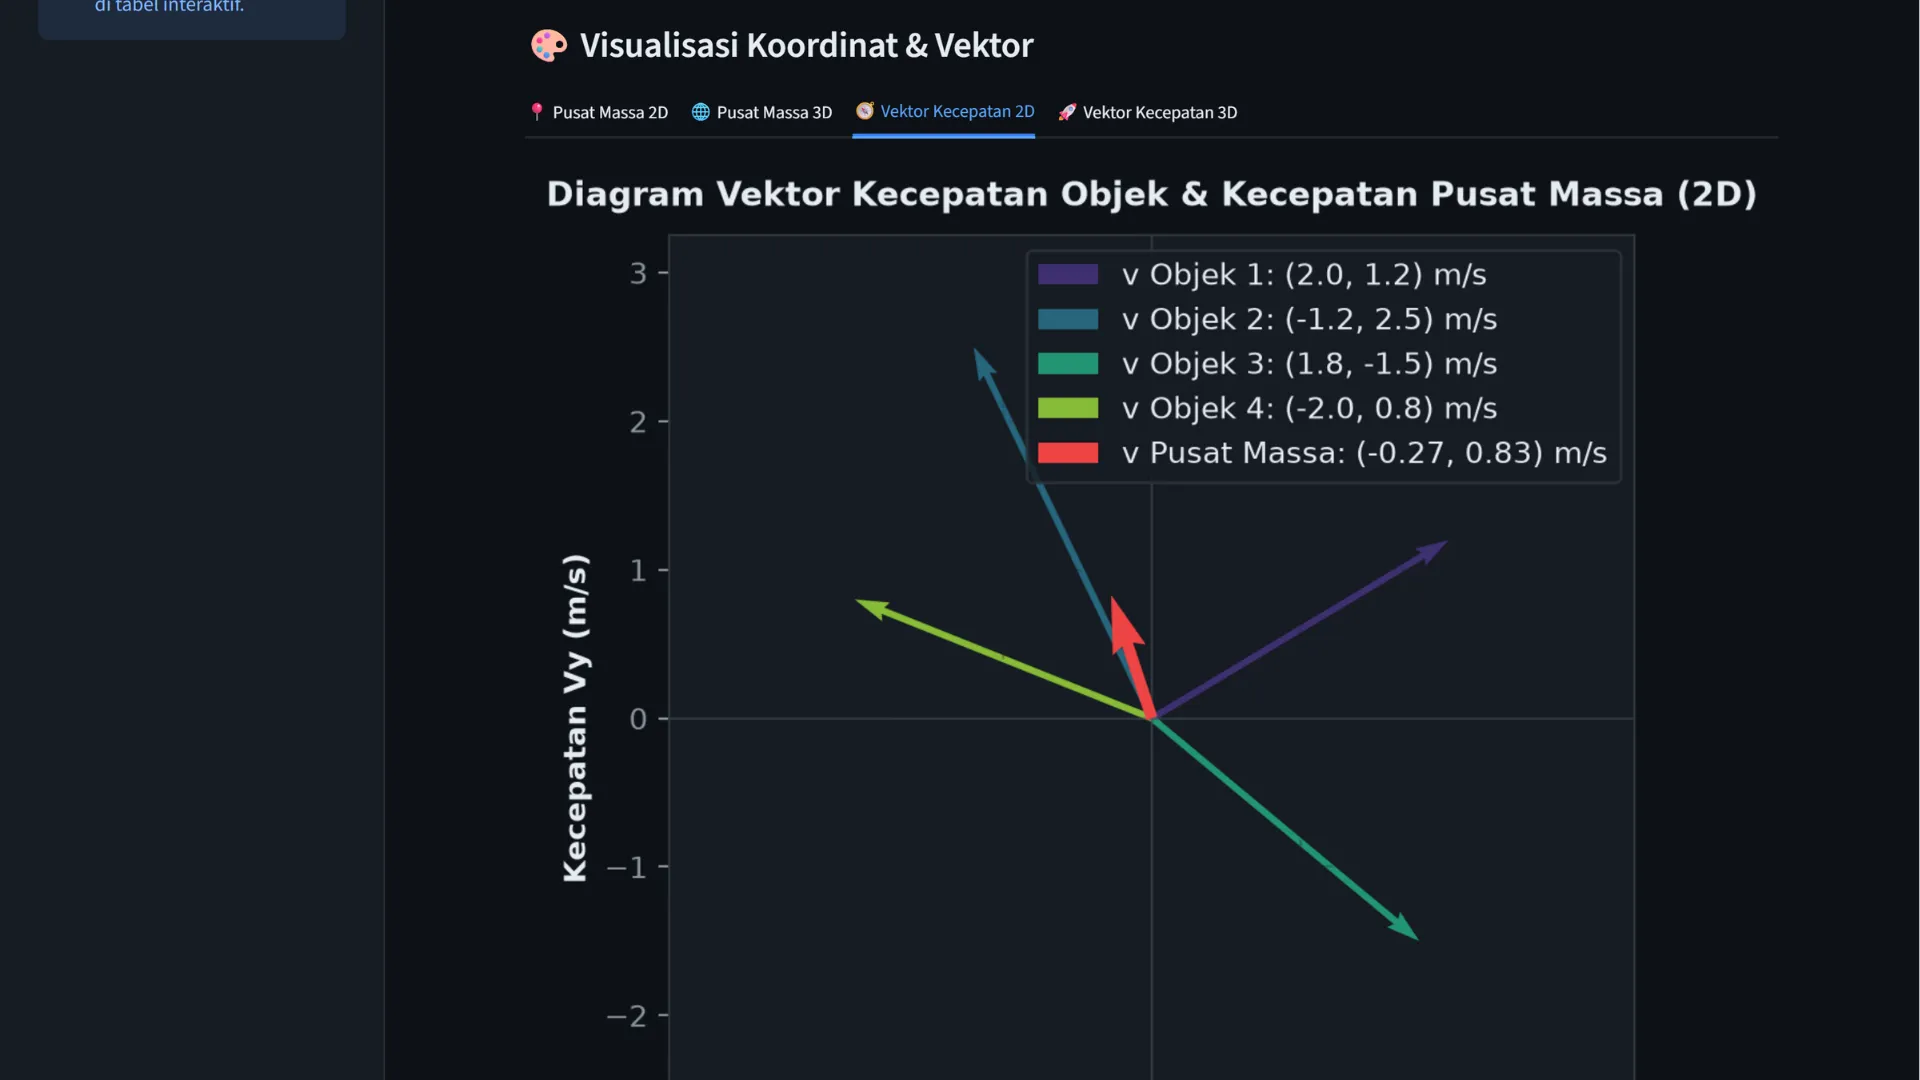 di tabel interaktif.
Visualisasi Koordinat & Vektor
Pusat Massa 2D
Pusat Massa 3D
Vektor Kecepatan 2D
Vektor Kecepatan 3D
Diagram Vektor Kecepatan Objek & Kecepatan Pusat Massa (2D)
v Objek 1: (2.0, 1.2) m/s
v Objek 2: (-1.2, 2.5) m/s
v Objek 3: (1.8, -1.5) m/s
v Objek 4: (-2.0, 0.8) m/s
v Pusat Massa: (-0.27, 0.83) m/s
Kecepatan Vy (m/s)
3
2
1
0
−1
−2